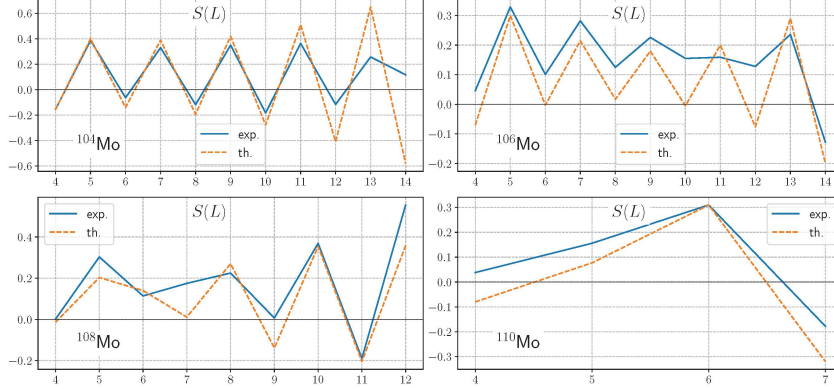 S(L)
0.6
0.4
0.2
0.0
−0.2
−0.4
−0.6
exp.
th.
¹⁰⁴Mo
4 5 6 7 8 9 10 11 12 13 14
S(L)
0.3
0.2
0.1
0.0
−0.1
−0.2
exp.
th.
¹⁰⁶Mo
4 5 6 7 8 9 10 11 12 13 14
exp.
th.
S(L)
0.4
0.2
0.0
−0.2
¹⁰⁸Mo
4 5 6 7 8 9 10 11 12
S(L)
exp.
th.
0.3
0.2
0.1
0.0
−0.1
−0.2
−0.3
¹¹⁰Mo
4 5 6 7